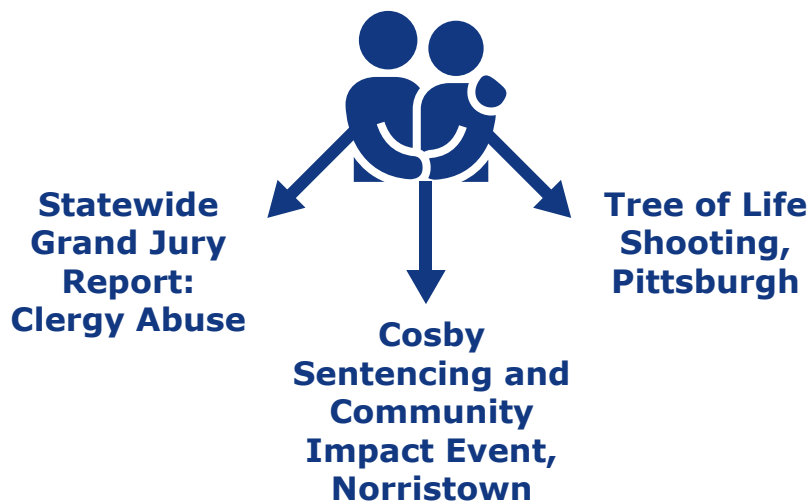 Statewide
Grand Jury
Report:
Clergy Abuse
Cosby
Sentencing and
Community
Impact Event,
Norristown
Tree of Life
Shooting,
Pittsburgh